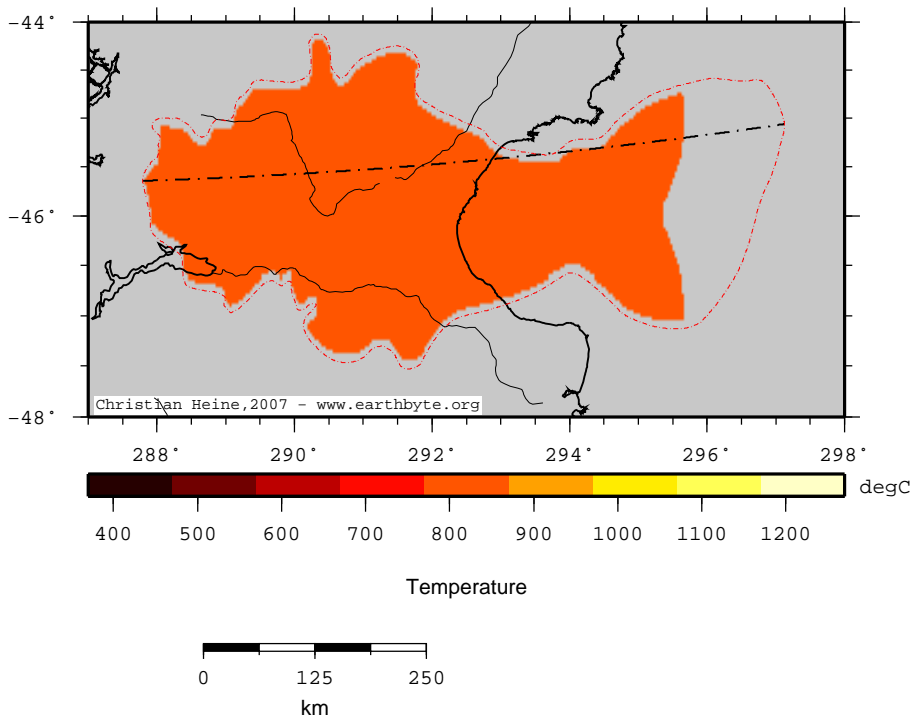 -44°
-46°
-48°
Christian Heine,2007 - www.earthbyte.org
288° 290° 292° 294° 296° 298°
degC
400 500 600 700 800 900 1000 1100 1200
Temperature
0 125 250
km